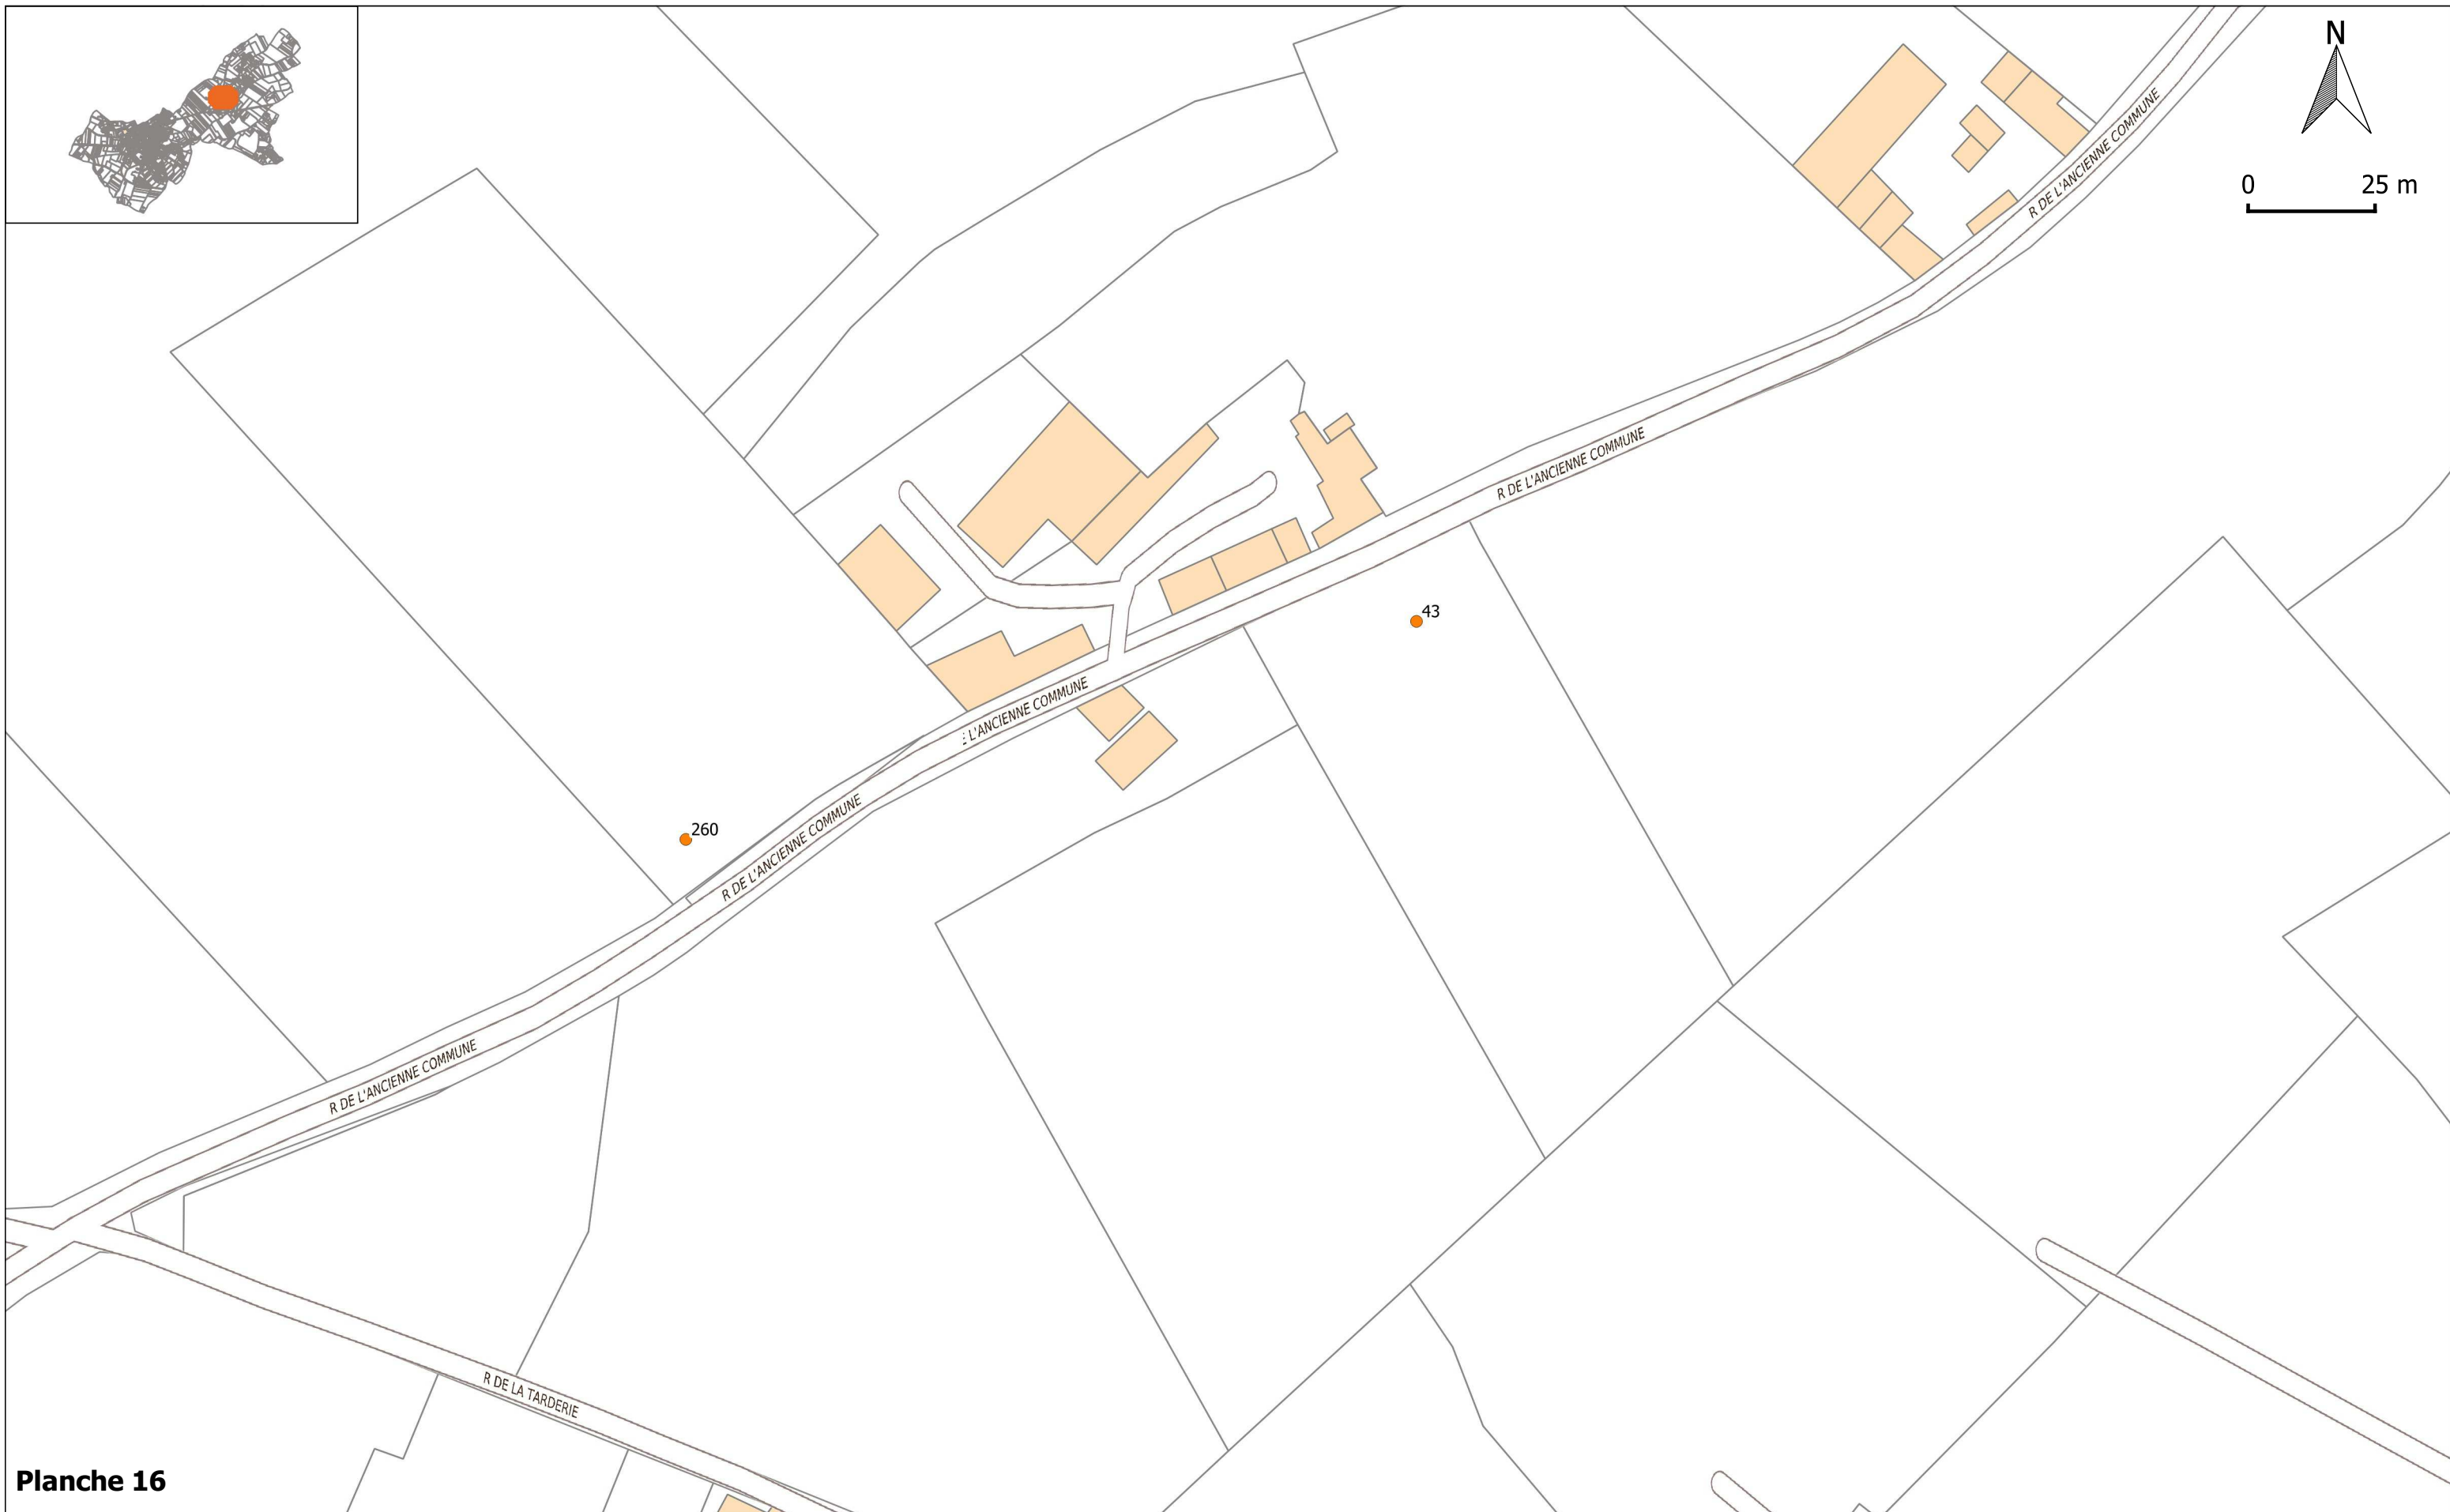 N
0 25 m
R DE L'ANCIENNE COMMUNE
R DE L'ANCIENNE COMMUNE
43
E L'ANCIENNE COMMUNE
260
R DE L'ANCIENNE COMMUNE
R DE L'ANCIENNE COMMUNE
R DE LA TARDERIE
Planche 16